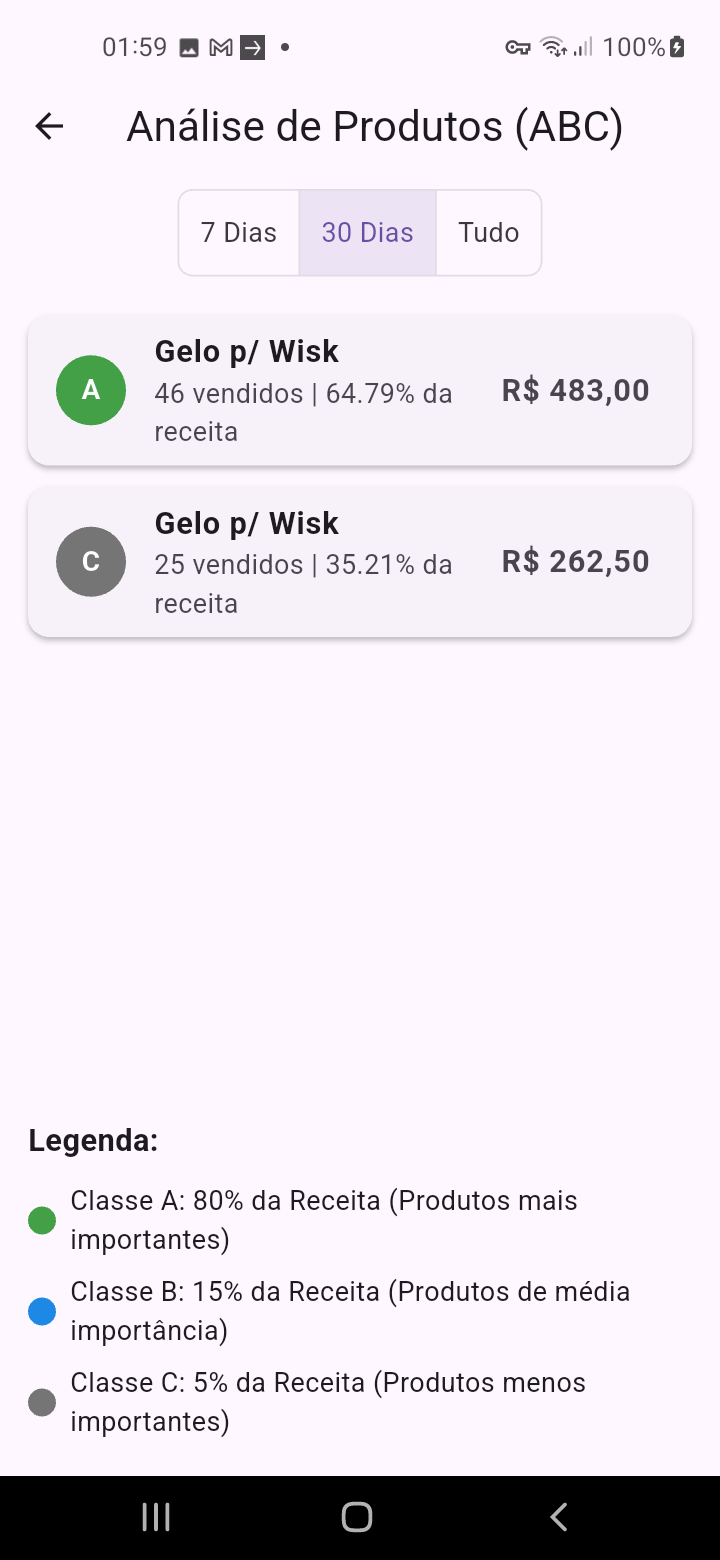 01:59
100%
Análise de Produtos (ABC)
7 Dias
30 Dias
Tudo
A
Gelo p/ Wisk
46 vendidos | 64.79% da
receita
R$ 483,00
C
Gelo p/ Wisk
25 vendidos | 35.21% da
receita
R$ 262,50
Legenda:
Classe A: 80% da Receita (Produtos mais
importantes)
Classe B: 15% da Receita (Produtos de média
importância)
Classe C: 5% da Receita (Produtos menos
importantes)